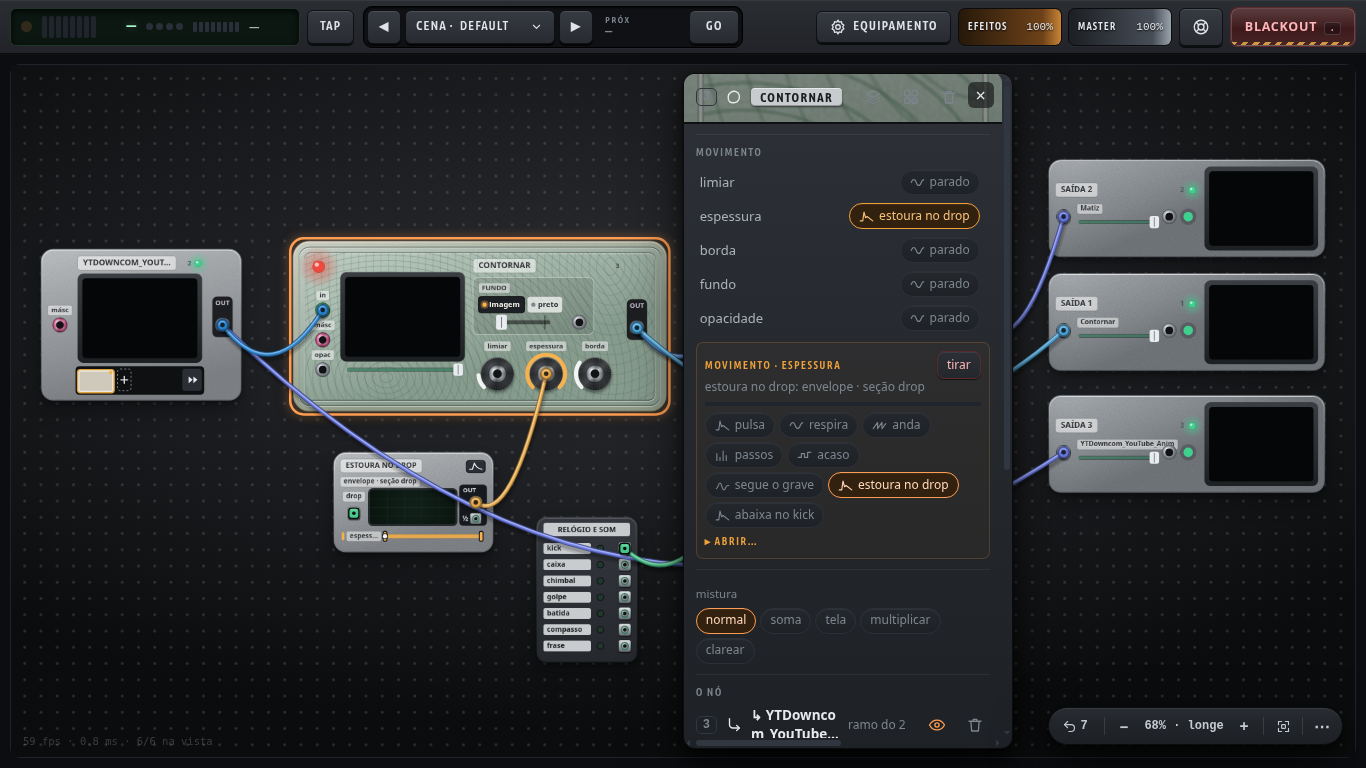 TAP
◀
CENA · DEFAULT
▶
PRÓX
—
GO
EQUIPAMENTO
EFEITOS 100%
MASTER 100%
BLACKOUT .
YTDOWNCOM_YOUT... 2
másc
OUT
+
CONTORNAR 3
in
másc
opac
FUNDO
imagem preto
limiar espessura borda
OUT
ESTOURA NO DROP
envelope · seção drop
drop
OUT
½
espess...
RELÓGIO E SOM
kick
caixa
chimbal
golpe
batida
compasso
frase
CONTORNAR
MOVIMENTO
limiar parado
espessura estoura no drop
borda parado
fundo parado
opacidade parado
MOVIMENTO · ESPESSURA tirar
estoura no drop: envelope · seção drop
pulsa respira anda
passos acaso
segue o grave estoura no drop
abaixa no kick
▸ ABRIR...
mistura
normal soma tela multiplicar
clarear
O NÓ
3 ↳ ↳ YTDownco
m_YouTube... ramo do 2
SAÍDA 2 2
Matiz
SAÍDA 1 1
Contornar
SAÍDA 3 3
YTDowncom_YouTube_Anim
59 fps · 0.8 ms · 6/6 na vista
7 − 68% · longe + ...